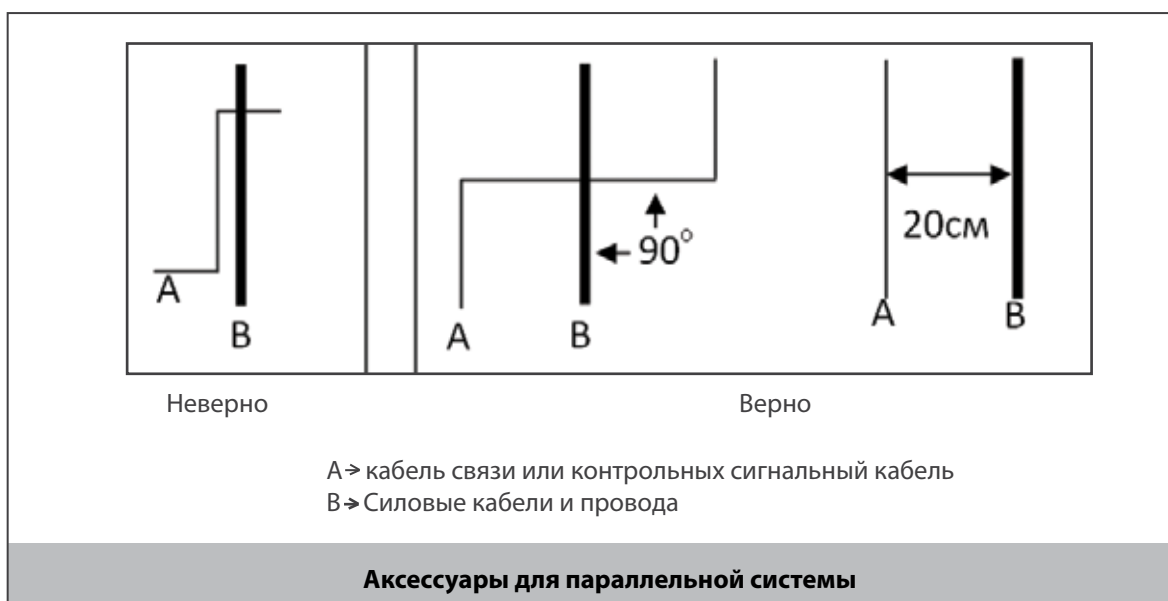 A
B
A
90°
B
20см
A
B
Неверно
Верно
A→ кабель связи или контрольных сигнальный кабель
B→ Силовые кабели и провода
Аксессуары для параллельной системы